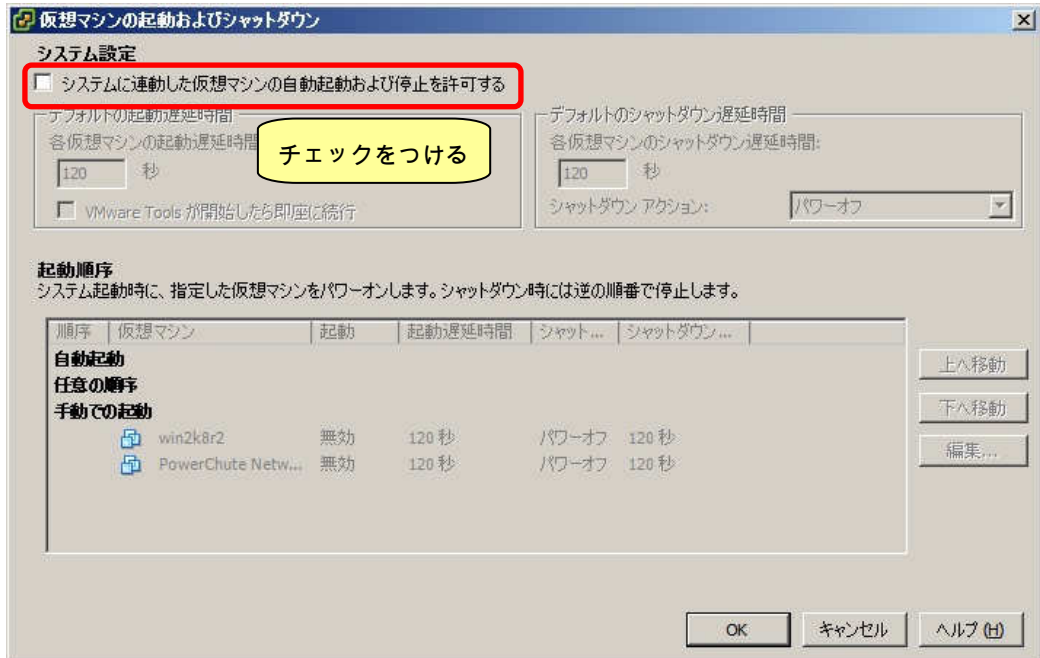 仮想マシンの起動およびシャットダウン
システム設定
システムに連動した仮想マシンの自動起動および停止を許可する
デフォルトの起動遅延時間
各仮想マシンの起動遅延時間
120 秒
VMware Tools が開始したら即座に続行
チェックをつける
デフォルトのシャットダウン遅延時間
各仮想マシンのシャットダウン遅延時間:
120 秒
シャットダウン アクション: パワーオフ
起動順序
システム起動時に、指定した仮想マシンをパワーオンします。シャットダウン時には逆の順番で停止します。
順序 仮想マシン 起動 起動遅延時間 シャット... シャットダウン...
自動起動
任意の順序
手動での起動
win2k8r2 無効 120 秒 パワーオフ 120 秒
PowerChute Netw... 無効 120 秒 パワーオフ 120 秒
上へ移動
下へ移動
編集...
OK キャンセル ヘルプ (H)